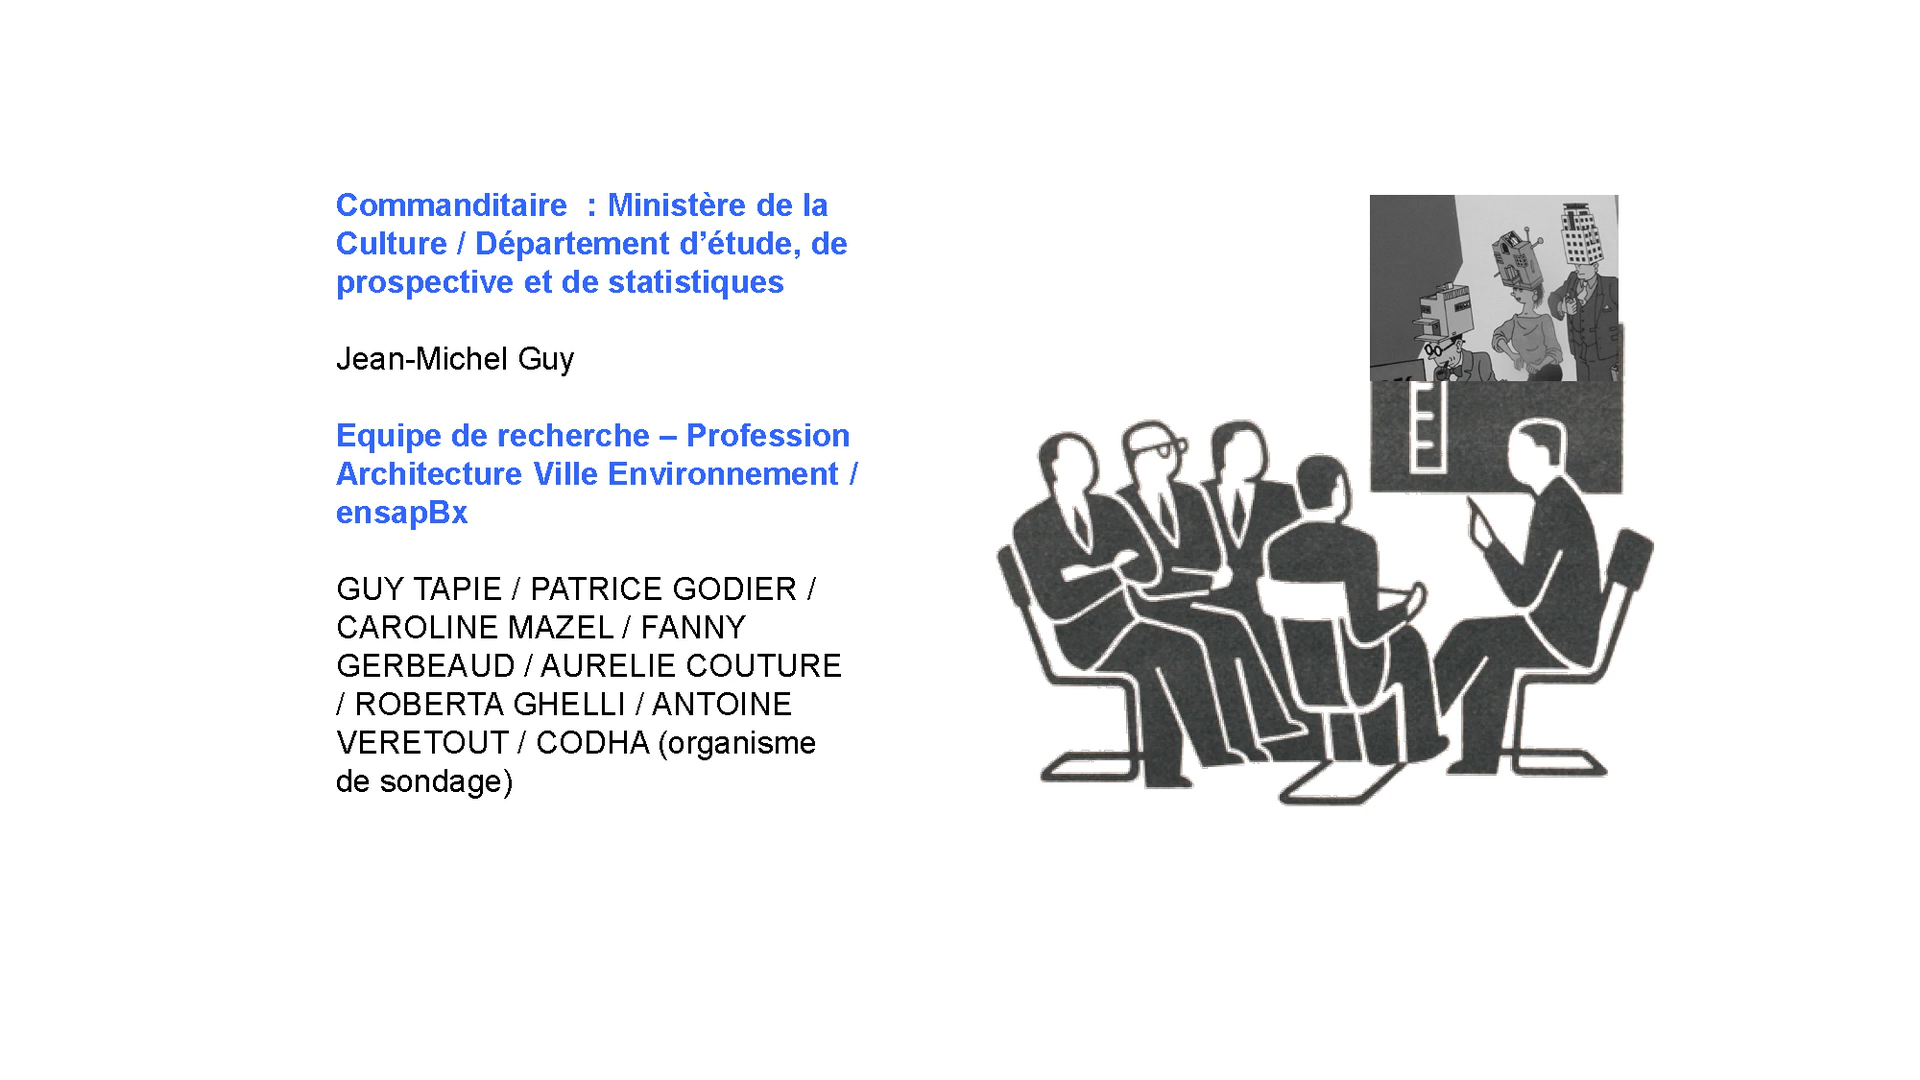 Commanditaire  : Ministère de la
Culture / Département d’étude, de
prospective et de statistiques
Jean-Michel Guy
Equipe de recherche – Profession
Architecture Ville Environnement /
ensapBx
GUY TAPIE / PATRICE GODIER /
CAROLINE MAZEL / FANNY
GERBEAUD / AURELIE COUTURE
/ ROBERTA GHELLI / ANTOINE
VERETOUT / CODHA (organisme
de sondage)